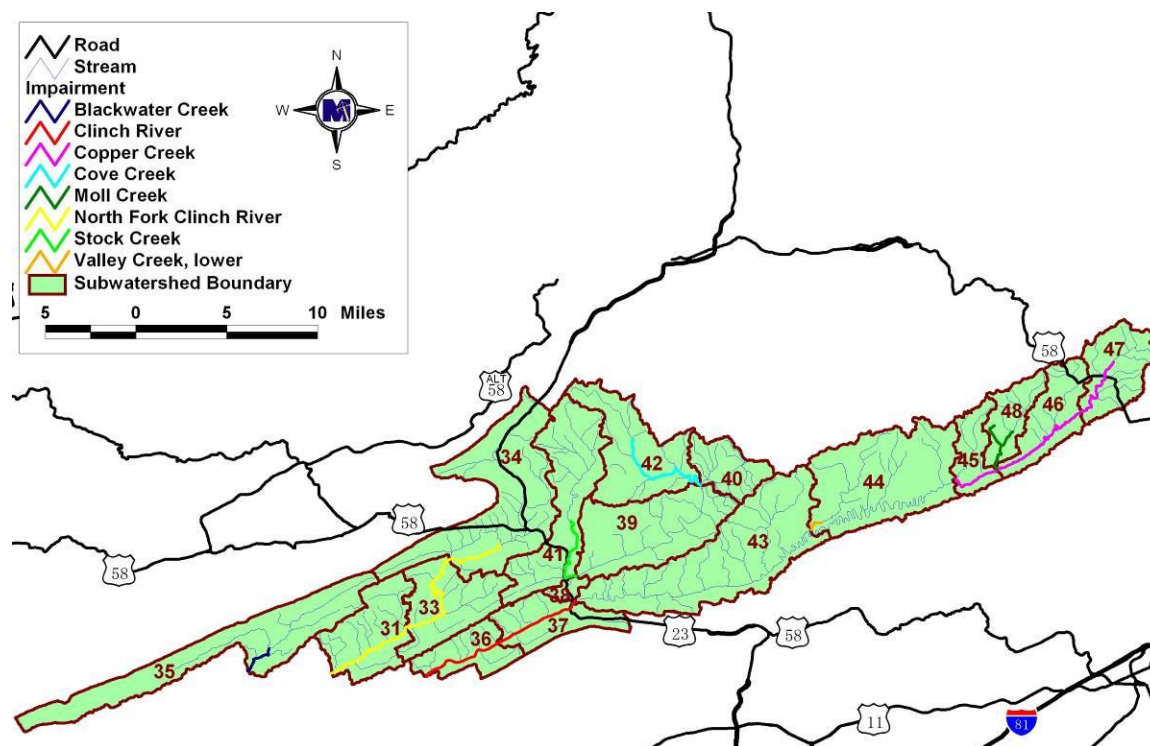 Road
Stream
Impairment
Blackwater Creek
Clinch River
Copper Creek
Cove Creek
Moll Creek
North Fork Clinch River
Stock Creek
Valley Creek, lower
Subwatershed Boundary
5 0 5 10 Miles
N
W M E
S
58
47
ALT
58
48
46
34
42
40
45
44
58
39
58
43
41
33
38
31
36
37
23
58
35
11
81